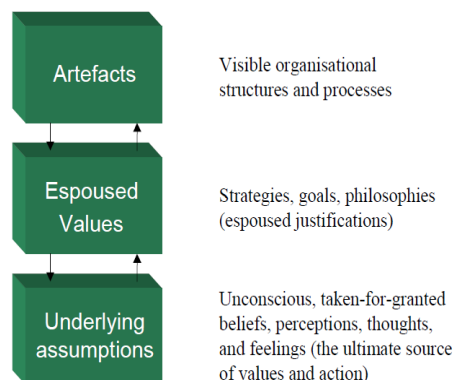 Artefacts
Visible organisational
structures and processes
Espoused
Values
Strategies, goals, philosophies
(espoused justifications)
Underlying
assumptions
Unconscious, taken-for-granted
beliefs, perceptions, thoughts,
and feelings (the ultimate source
of values and action)